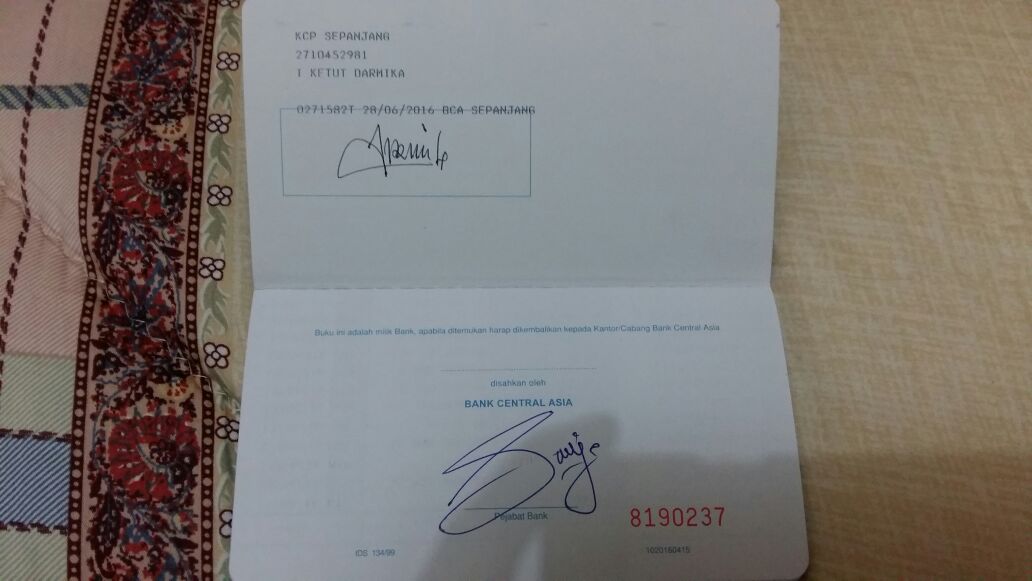 KCP SEPANJANG
2710452981
I KETUT DARMIKA
0271582T 28/06/2016 BCA SEPANJANG
Buku ini adalah milik Bank, apabila ditemukan harap dikembalikan kepada Kantor/Cabang Bank Central Asia
disahkan oleh
BANK CENTRAL ASIA
Pejabat Bank
8190237
IDS 134/99
1020160415